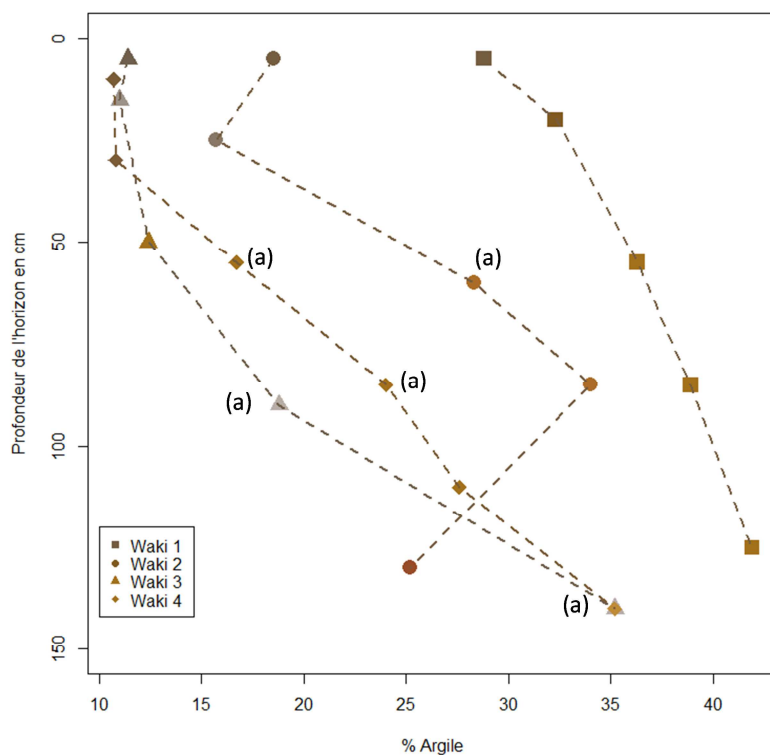 0
50
100
150
Profondeur de l'horizon en cm
(a)
(a)
(a)
(a)
(a)
Waki 1
Waki 2
Waki 3
Waki 4
10
15
20
25
30
35
40
% Argile